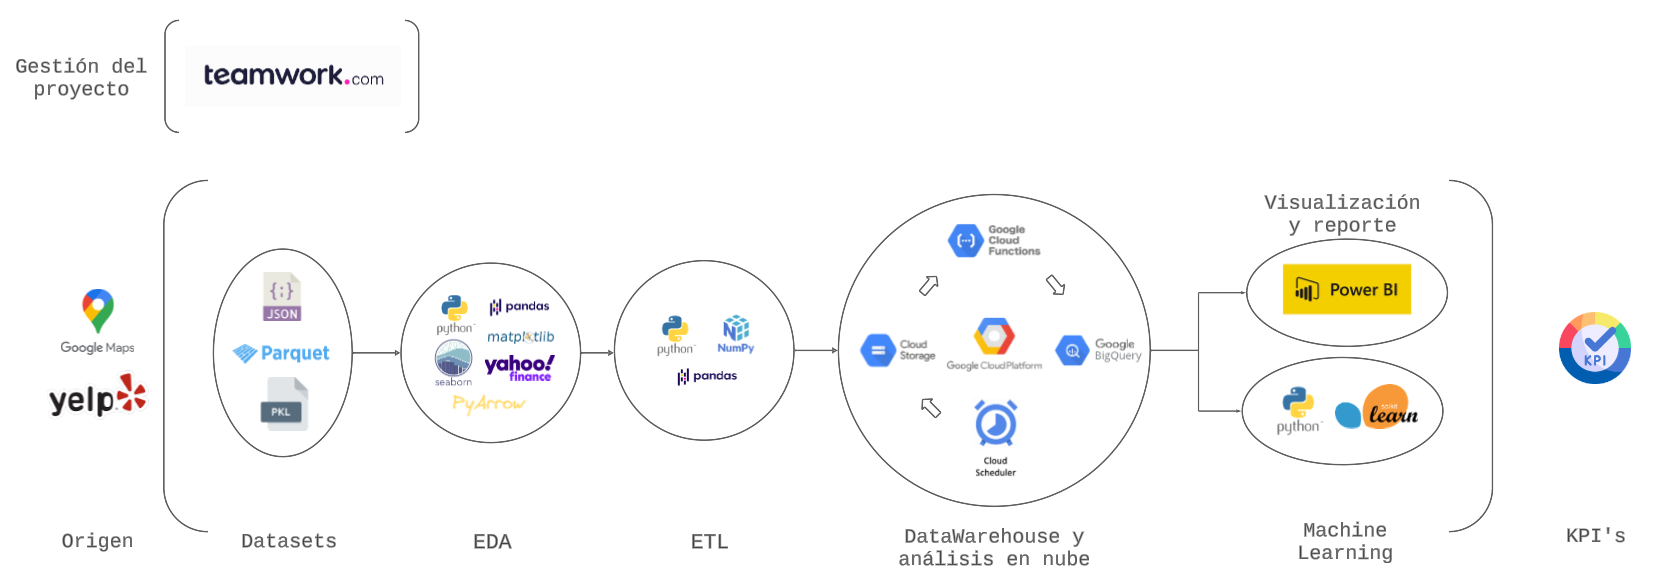 Gestión del
proyecto
teamwork.com
Google Maps
yelp
Origen
{;}
JSON
Parquet
PKL
Datasets
python
pandas
matplotlib
seaborn
yahoo!
finance
PyArrow
EDA
python
NumPy
pandas
ETL
Google
Cloud
Functions
Cloud
Storage
Google Cloud Platform
Google
BigQuery
Cloud
Scheduler
DataWarehouse y
análisis en nube
Visualización
y reporte
Power BI
python
scikit
learn
Machine
Learning
KPI
KPI's